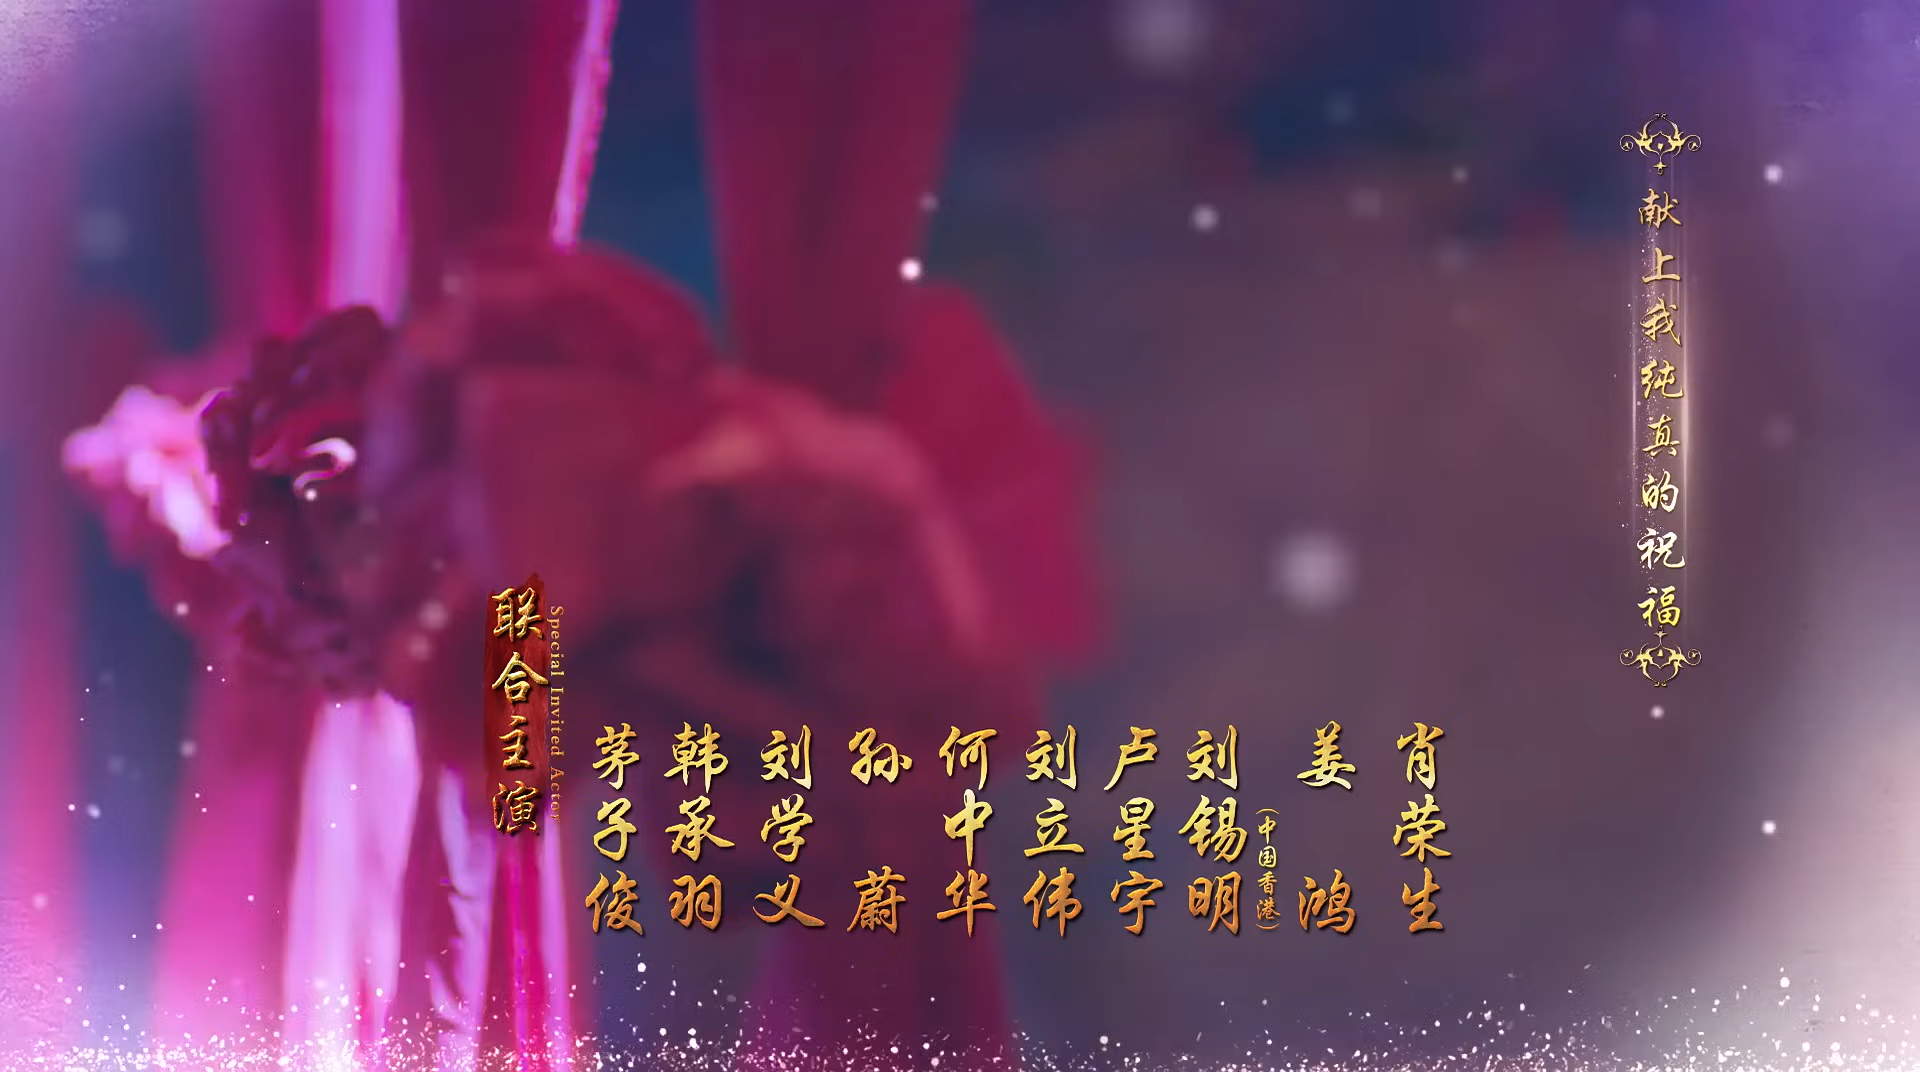 献上我纯真的祝福
联合主演
Special Invited Actor
茅子俊
韩承羽
刘学义
孙蔚
何中华
刘立伟
卢星宇
刘锡明
（中国香港）
姜鸿
肖荣生